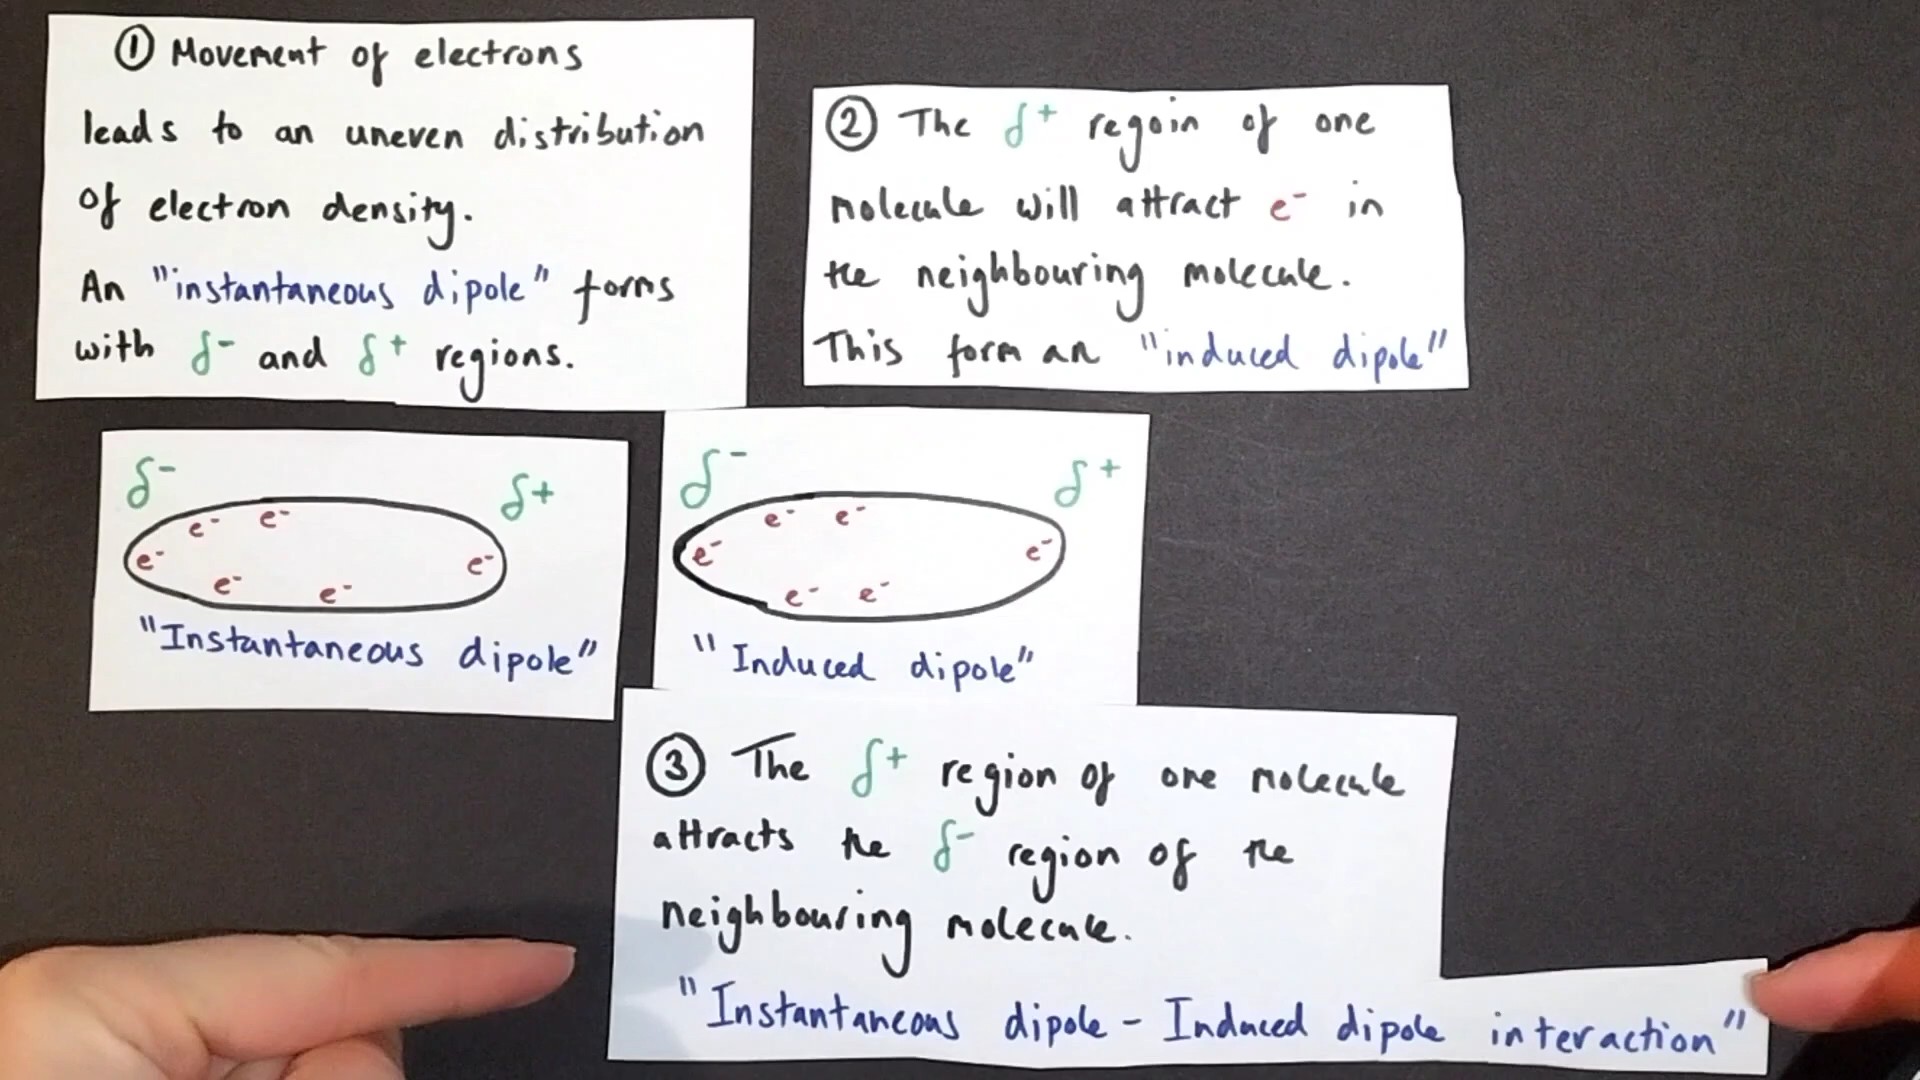 ① Movement of electrons
leads to an uneven distribution
of electron density.
An "instantaneous dipole" forms
with δ- and δ+ regions.
② The δ+ regoin of one
molecule will attract e- in
the neighbouring molecule.
This form an "induced dipole"
δ- δ+
e- e-
e- e-
e- e-
"Instantaneous dipole"
δ- δ+
e- e-
e- e-
e- e-
"Induced dipole"
③ The δ+ region of one molecule
attracts the δ- region of the
neighbouring molecule.
"Instantaneous dipole - Induced dipole interaction"